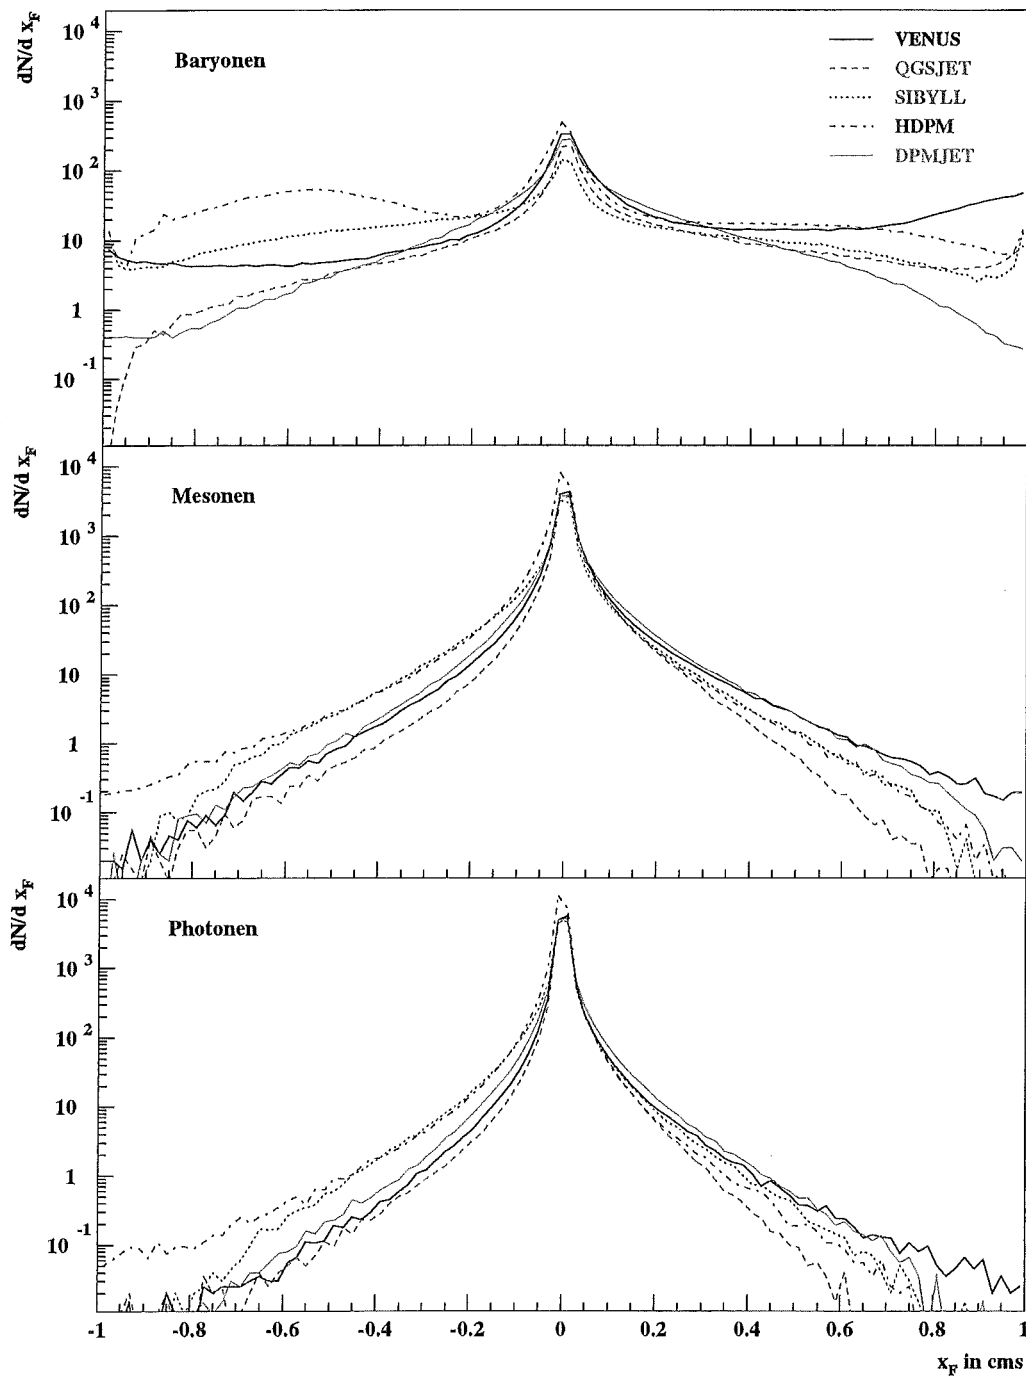 dN/d x_F
10^4
10^3
10^2
10
1
10^-1
Baryonen
VENUS
QGSJET
SIBYLL
HDPM
DPMJET
dN/d x_F
10^4
10^3
10^2
10
1
10^-1
Mesonen
dN/d x_F
10^4
10^3
10^2
10
1
10^-1
Photonen
-1 -0.8 -0.6 -0.4 -0.2 0 0.2 0.4 0.6 0.8 1
x_F in cms